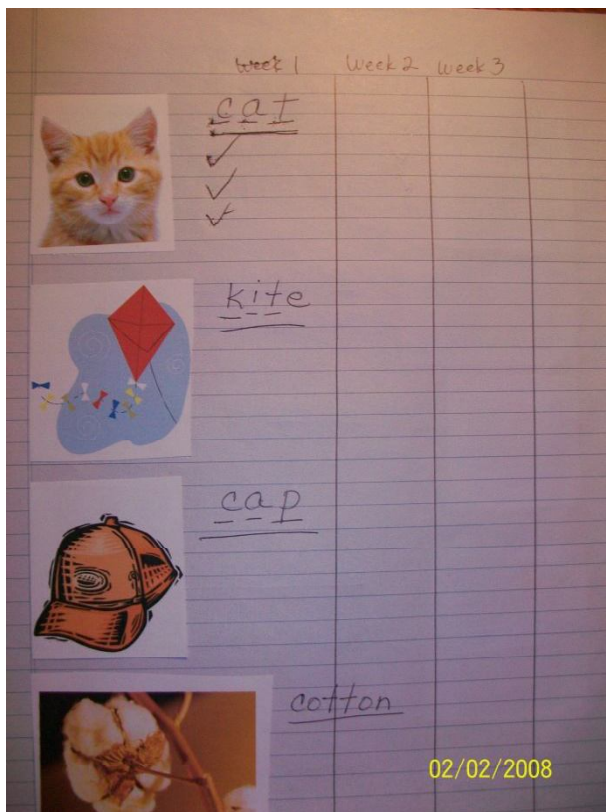 week 1 Week 2 Week 3
cat
✓
✓
✓
kite
cap
cotton
02/02/2008